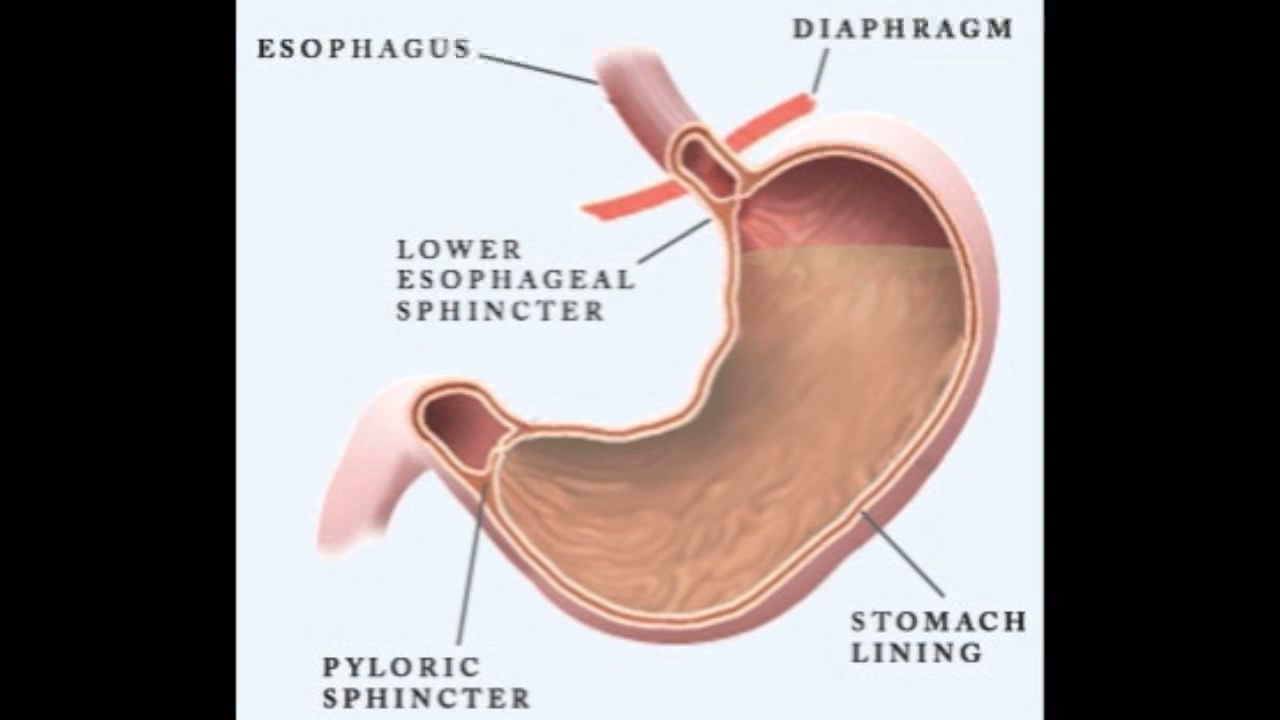 ESOPHAGUS
DIAPHRAGM
LOWER
ESOPHAGEAL
SPHINCTER
STOMACH
LINING
PYLORIC
SPHINCTER